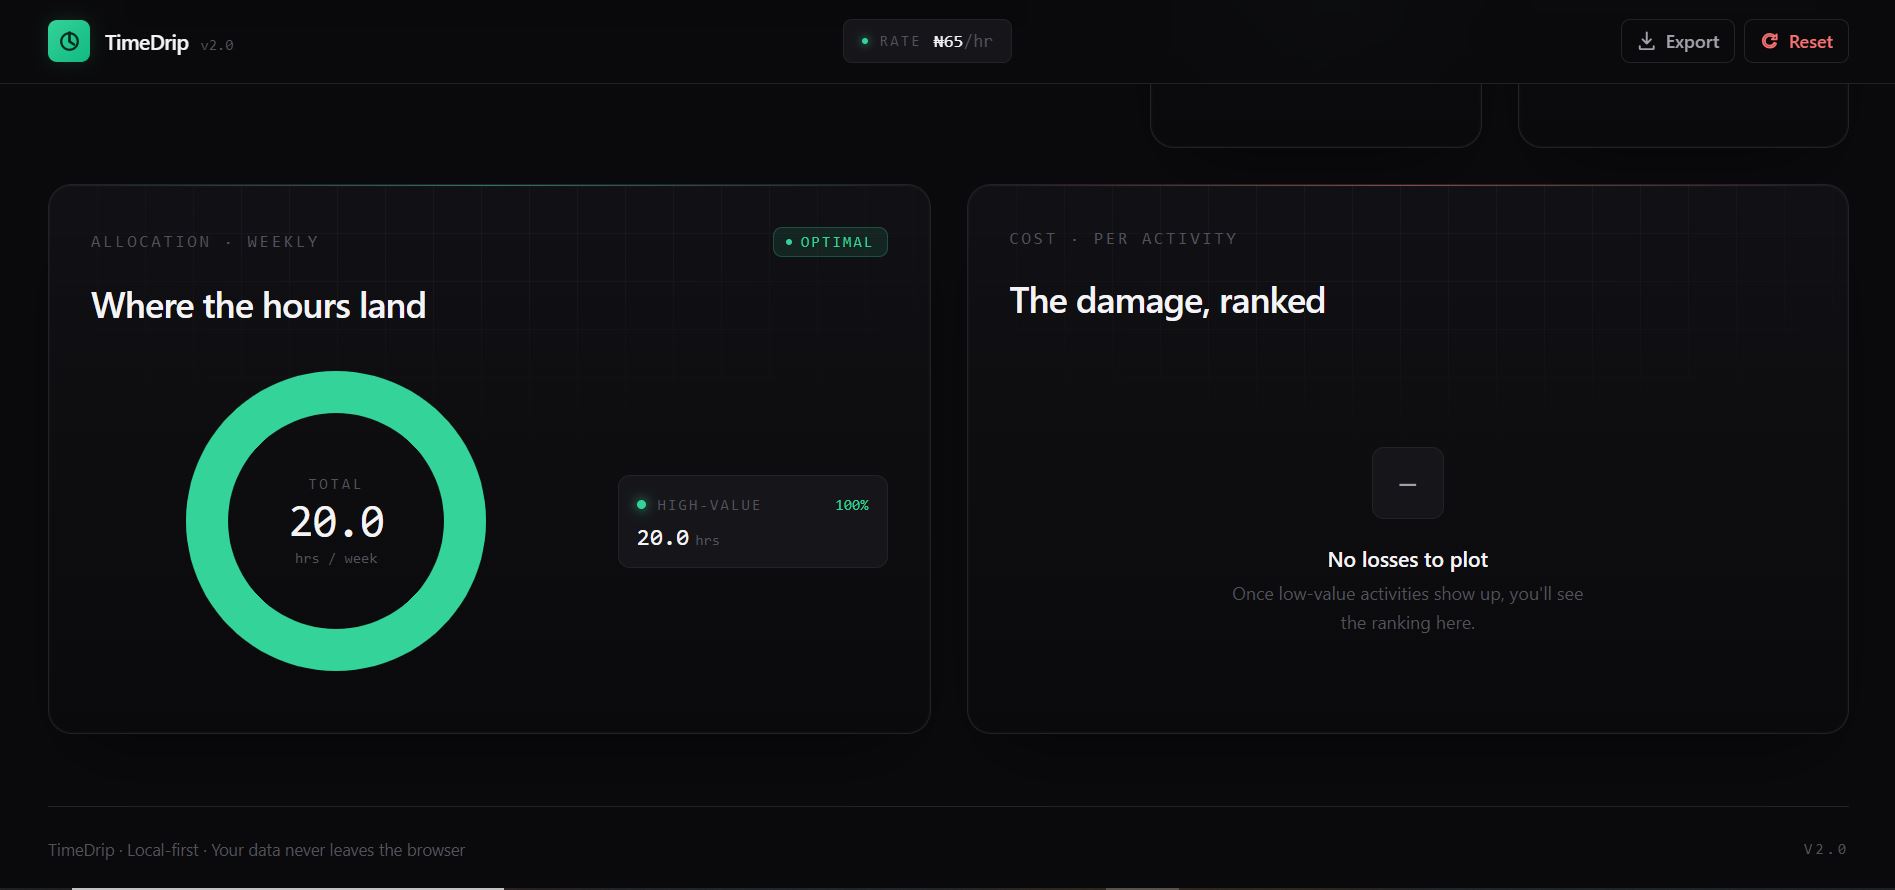 TimeDrip v2.0
RATE ₦65/hr
Export
Reset
ALLOCATION · WEEKLY
OPTIMAL
Where the hours land
TOTAL
20.0
hrs / week
HIGH-VALUE 100%
20.0 hrs
COST · PER ACTIVITY
The damage, ranked
—
No losses to plot
Once low-value activities show up, you'll see
the ranking here.
TimeDrip · Local-first · Your data never leaves the browser
V2.0